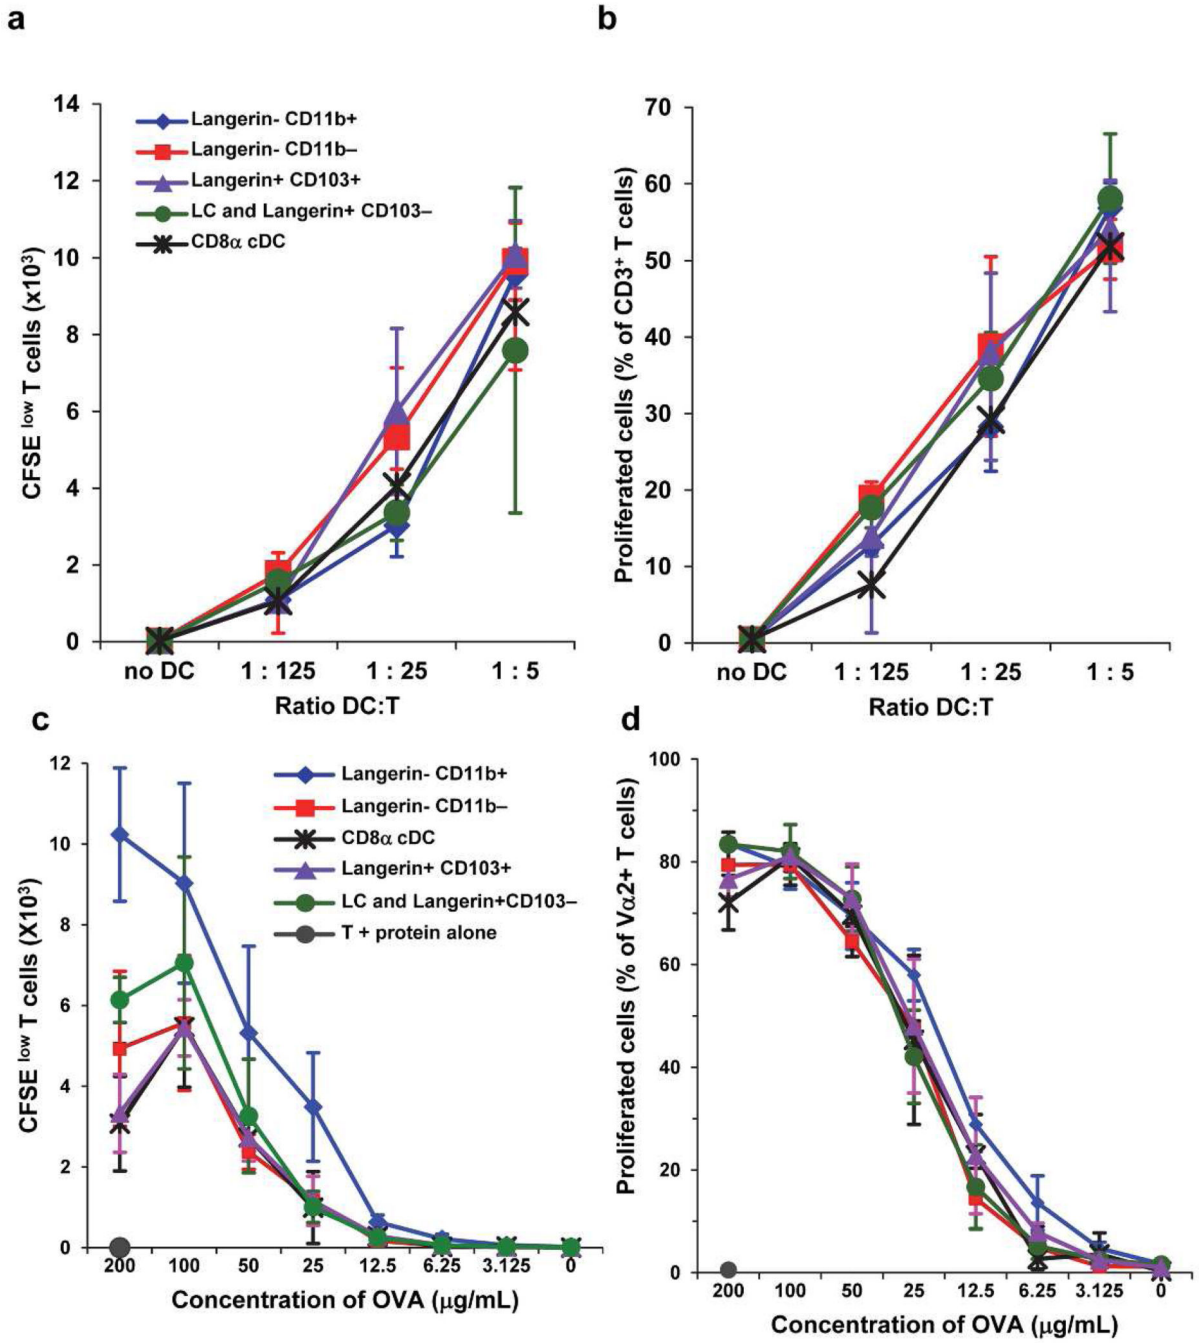 a
CFSE low T cells (x10³)
14
12
10
8
6
4
2
0
Langerin- CD11b+
Langerin- CD11b–
Langerin+ CD103+
LC and Langerin+ CD103–
CD8α cDC
no DC 1 : 125 1 : 25 1 : 5
Ratio DC:T
b
Proliferated cells (% of CD3⁺ T cells)
70
60
50
40
30
20
10
0
no DC 1 : 125 1 : 25 1 : 5
Ratio DC:T
c
CFSE low T cells (X10³)
12
10
8
6
4
2
0
Langerin- CD11b+
Langerin- CD11b–
CD8α cDC
Langerin+ CD103+
LC and Langerin+CD103–
T + protein alone
200 100 50 25 12.5 6.25 3.125 0
Concentration of OVA (μg/mL)
d
Proliferated cells (% of Vα2+ T cells)
100
80
60
40
20
0
200 100 50 25 12.5 6.25 3.125 0
Concentration of OVA (μg/mL)